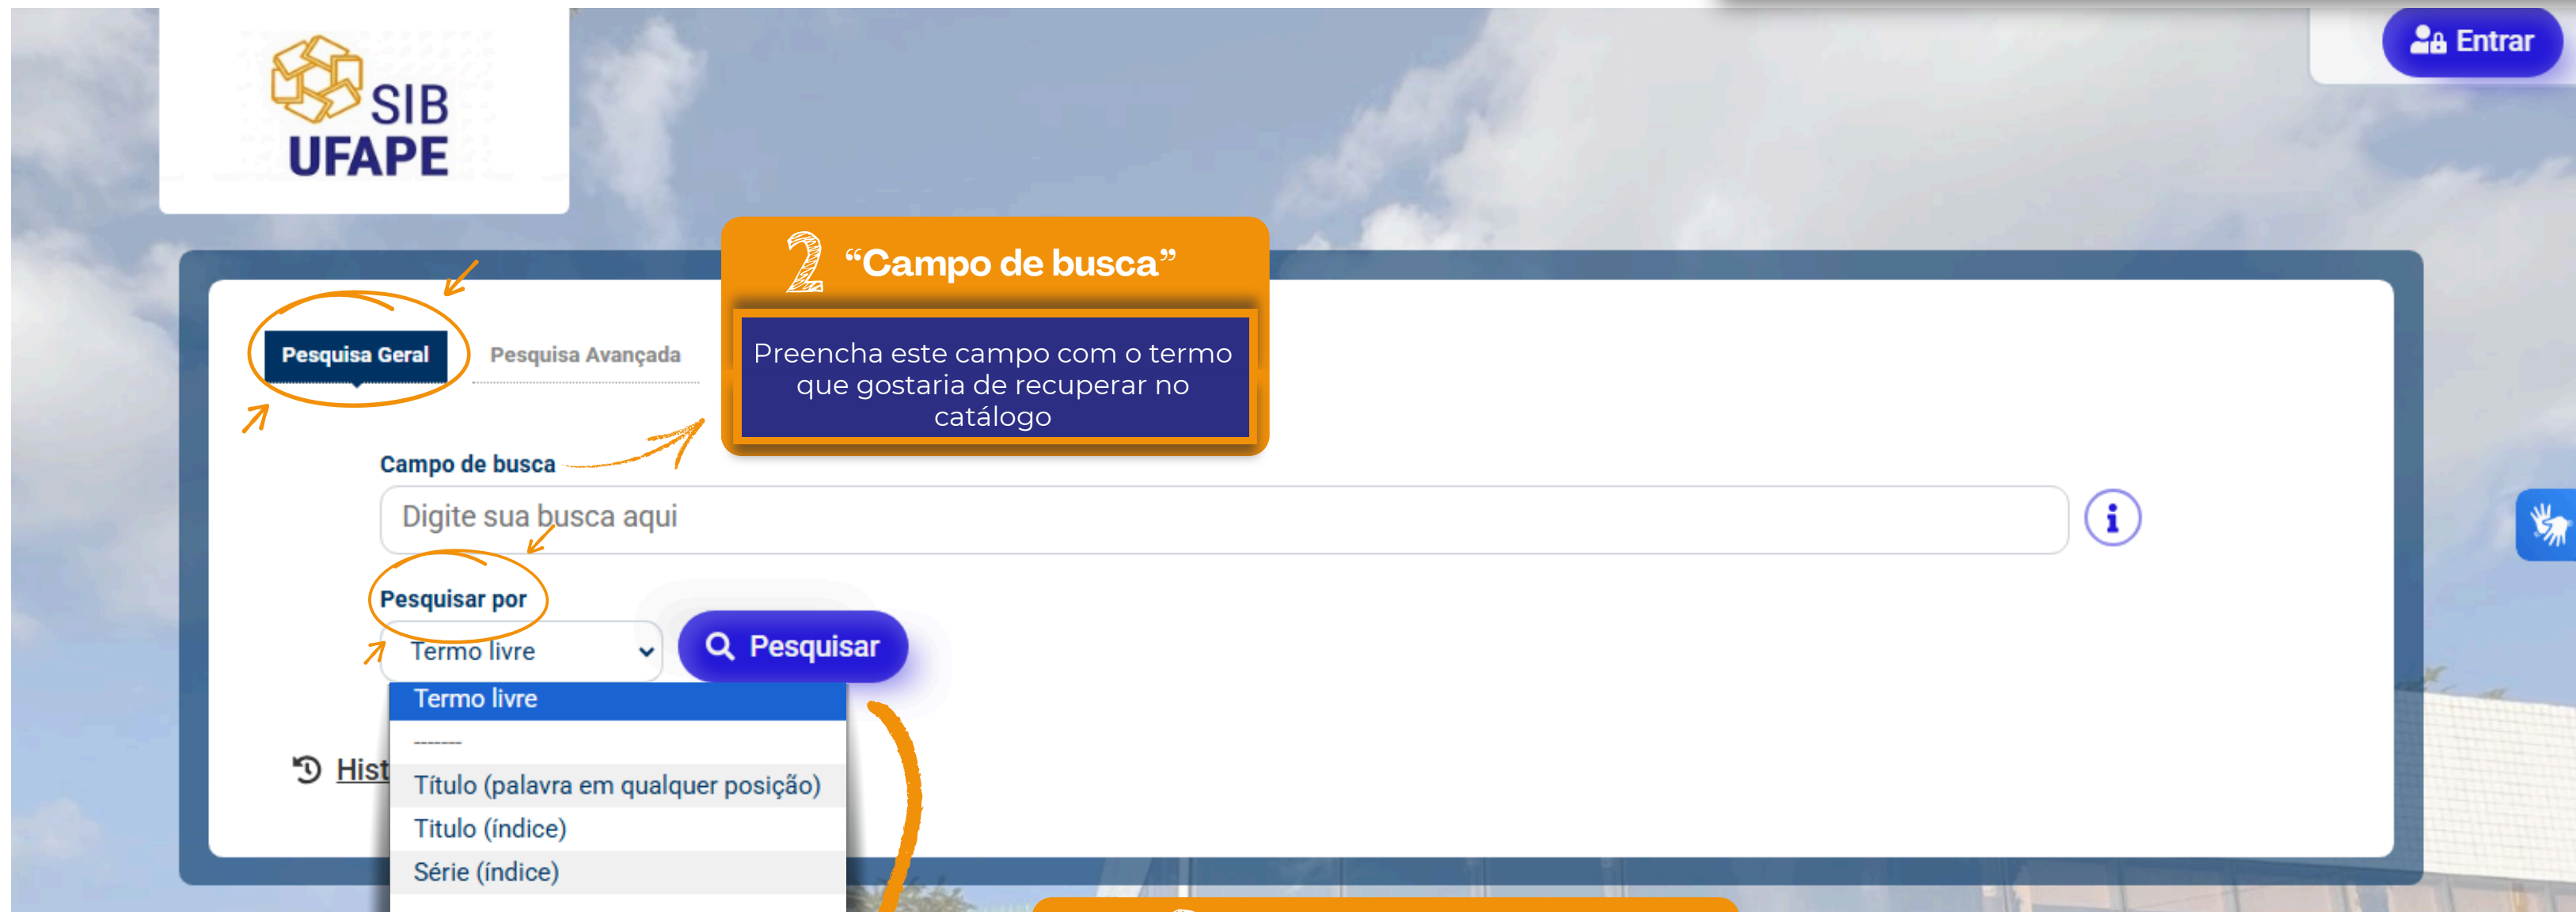 SIB
UFAPE
Entrar
2 “Campo de busca”
Preencha este campo com o termo
que gostaria de recuperar no
catálogo
Pesquisa Geral
Pesquisa Avançada
Campo de busca
Digite sua busca aqui
i
Pesquisar por
Termo livre
Pesquisar
Termo livre
-------
Hist
Título (palavra em qualquer posição)
Titulo (índice)
Série (índice)